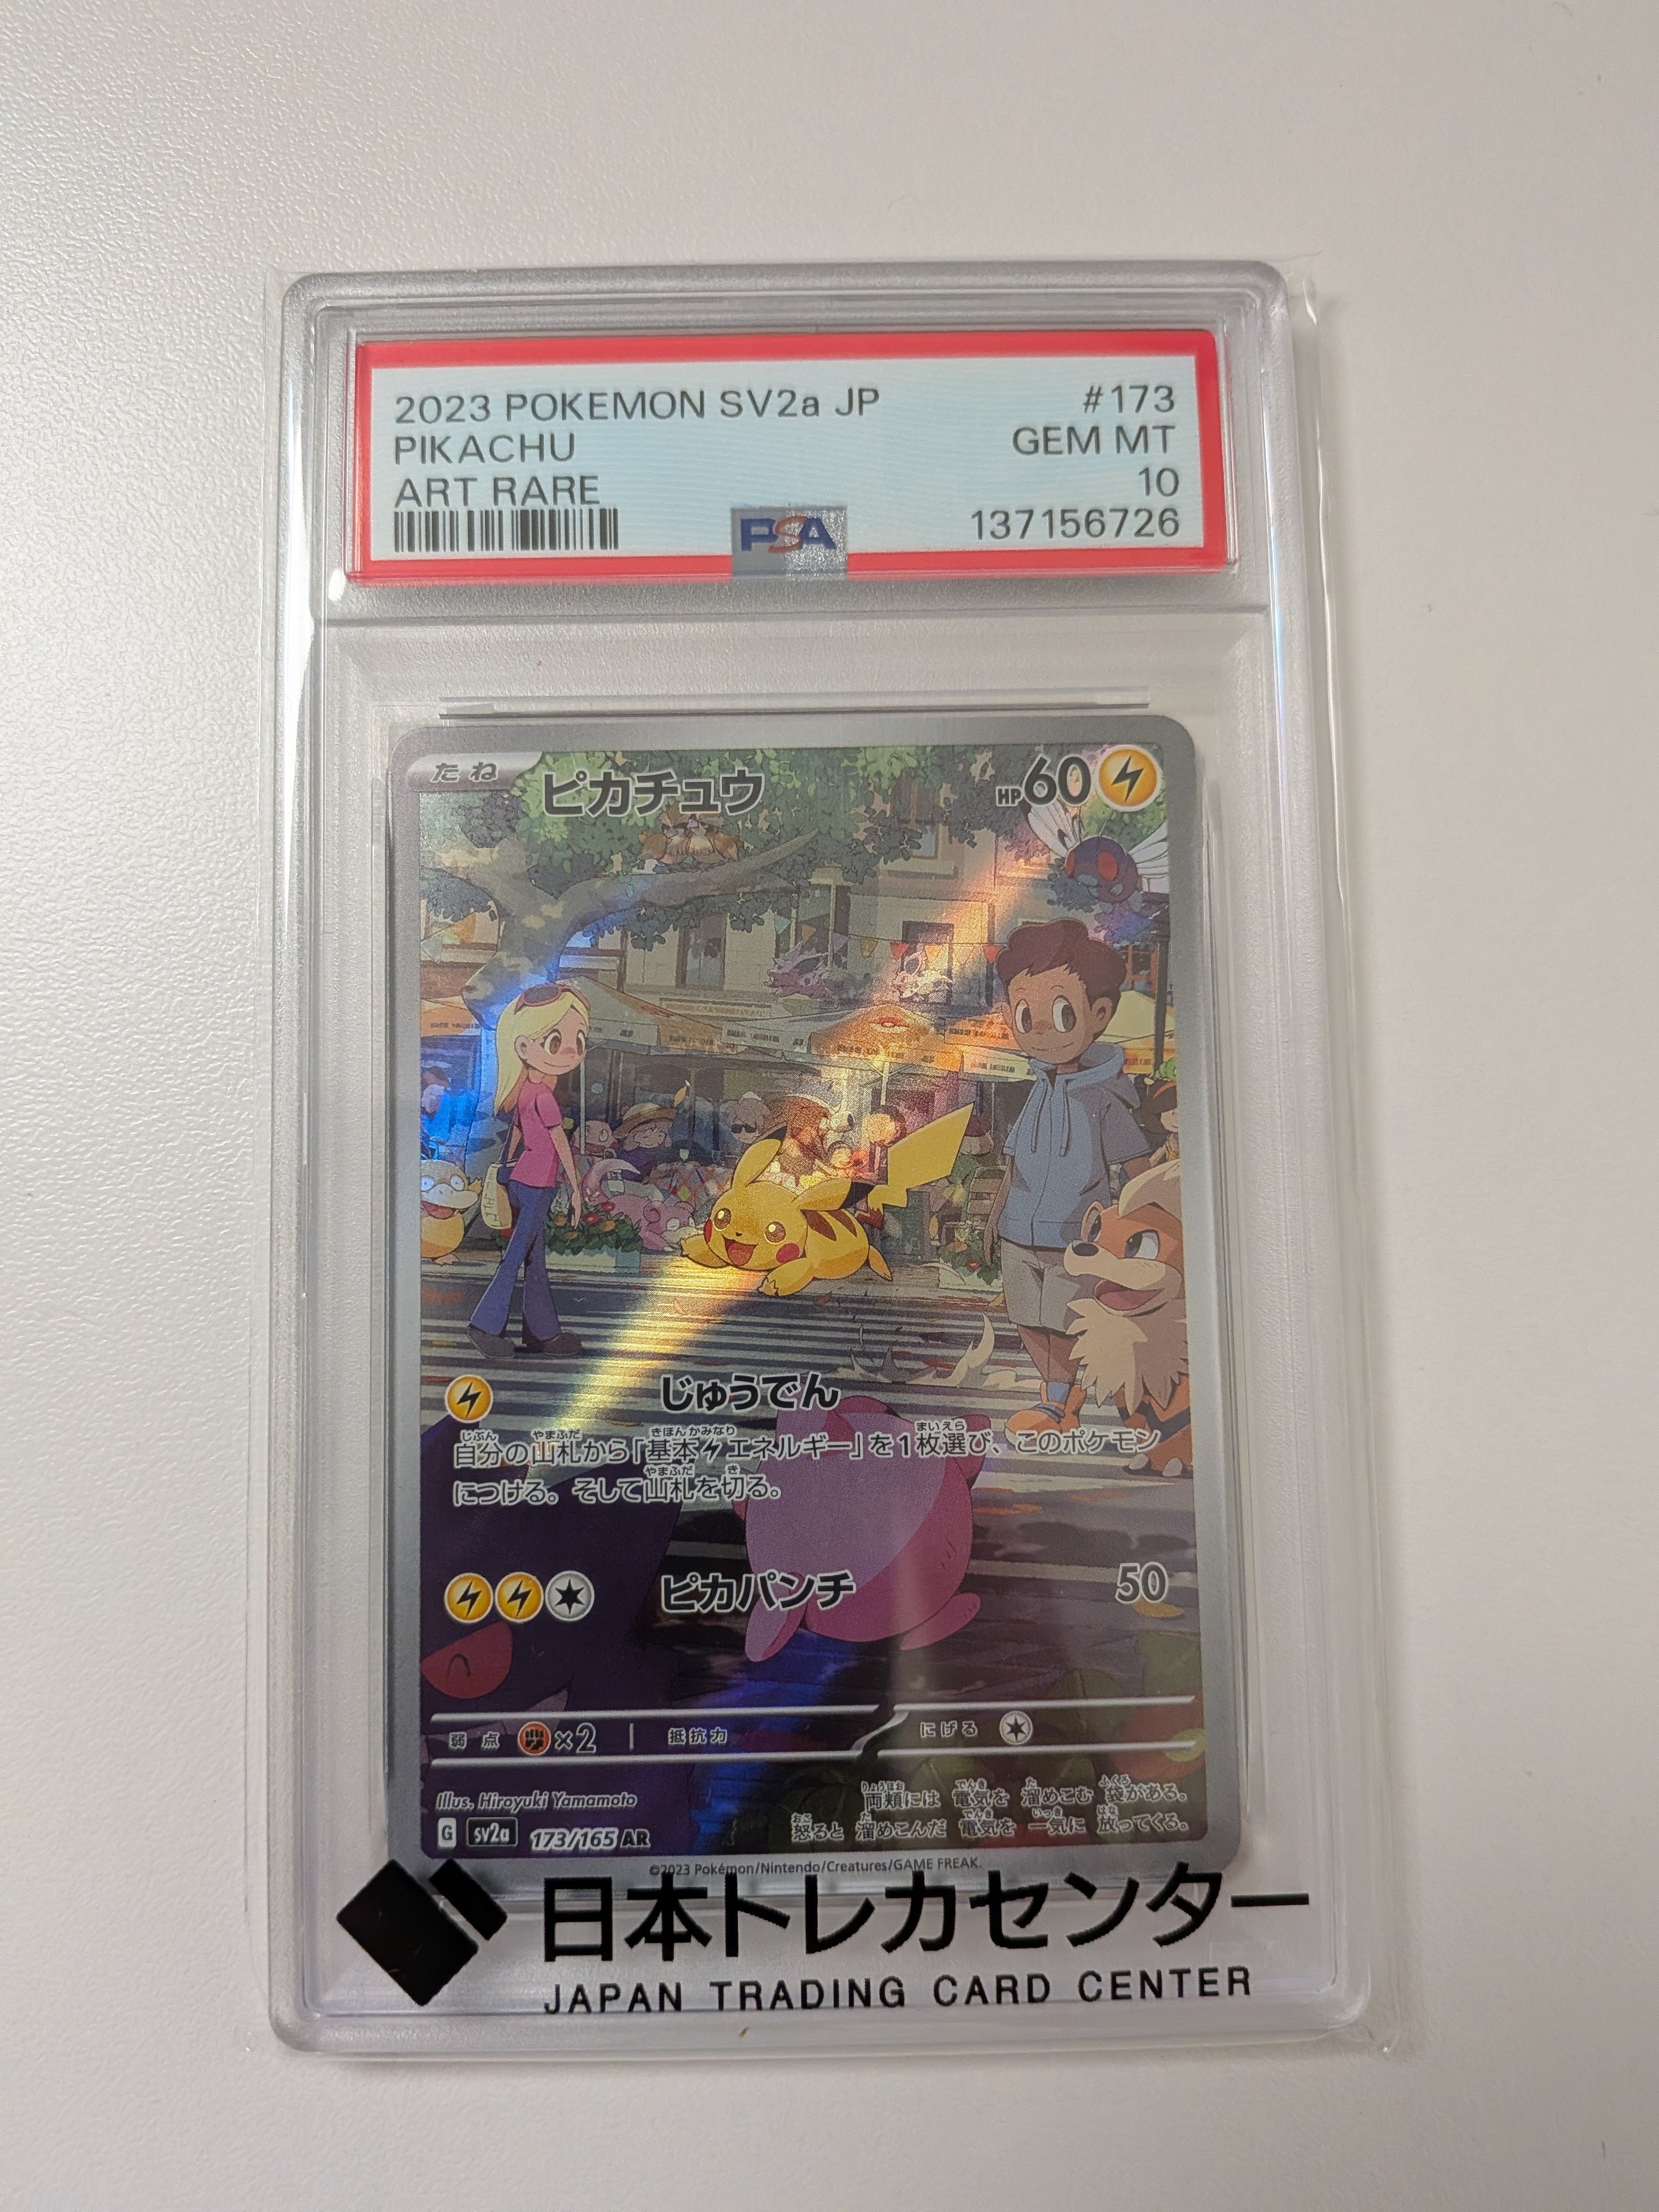 2023 POKEMON SV2a JP #173
PIKACHU GEM MT
ART RARE 10
137156726
PSA
たね ピカチュウ HP60
じゅうでん
自分の山札から「基本エネルギー」を1枚選び、このポケモン
につける。そして山札を切る。
ピカパンチ 50
弱点 ×2 抵抗力 にげる
Illus. Hiroyuki Yamamoto
両頬には 電気を 溜めこむ 袋がある。
怒ると 溜めこんだ 電気を 一気に 放ってくる。
G sv2a 173/165 AR
©2023 Pokémon/Nintendo/Creatures/GAME FREAK.
日本トレカセンター
JAPAN TRADING CARD CENTER